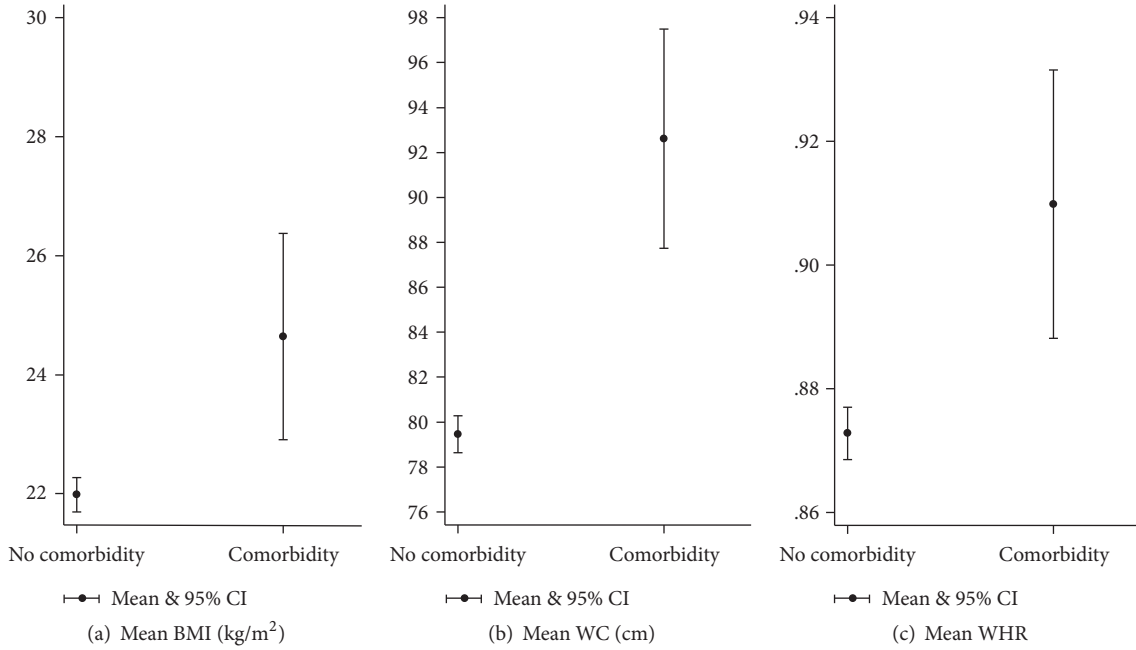 30
28
26
24
22
No comorbidity
Comorbidity
Mean & 95% CI
(a) Mean BMI (kg/m²)
98
96
94
92
90
88
86
84
82
80
78
76
No comorbidity
Comorbidity
Mean & 95% CI
(b) Mean WC (cm)
.94
.92
.90
.88
.86
No comorbidity
Comorbidity
Mean & 95% CI
(c) Mean WHR